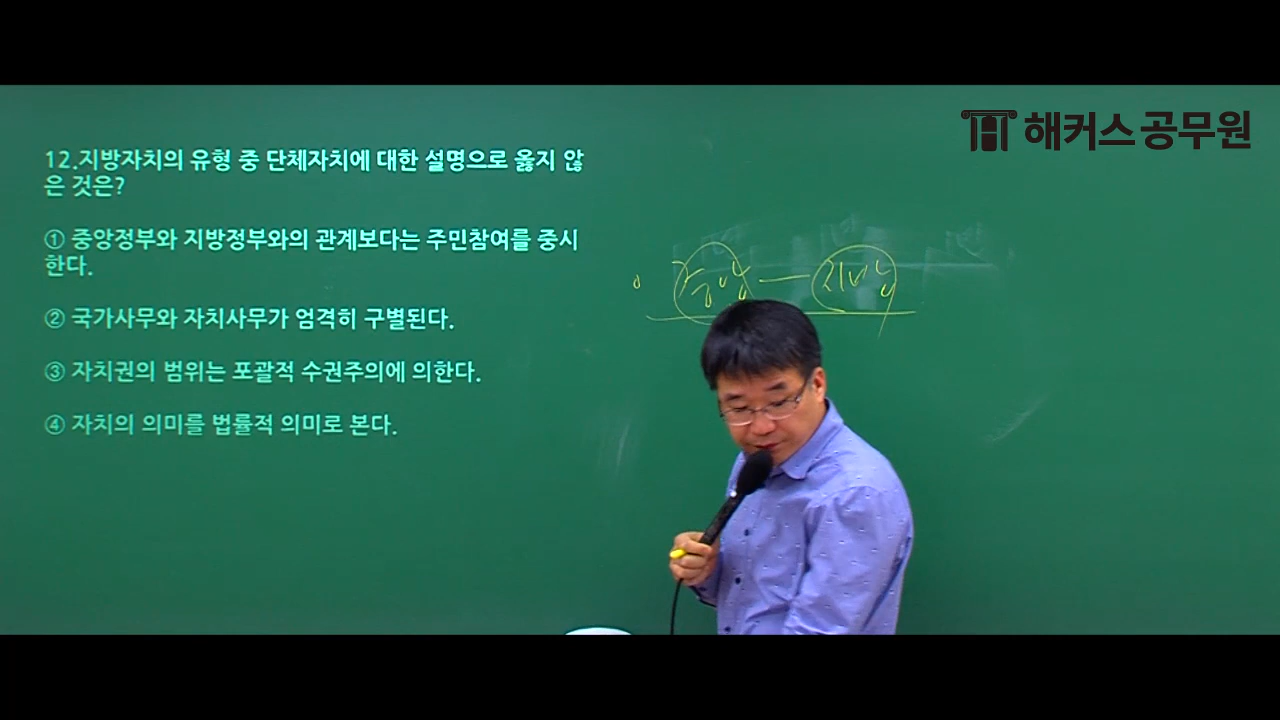 해커스 공무원
12.지방자치의 유형 중 단체자치에 대한 설명으로 옳지 않
은 것은?
① 중앙정부와 지방정부와의 관계보다는 주민참여를 중시
한다.
② 국가사무와 자치사무가 엄격히 구별된다.
③ 자치권의 범위는 포괄적 수권주의에 의한다.
④ 자치의 의미를 법률적 의미로 본다.
중앙 — 지방